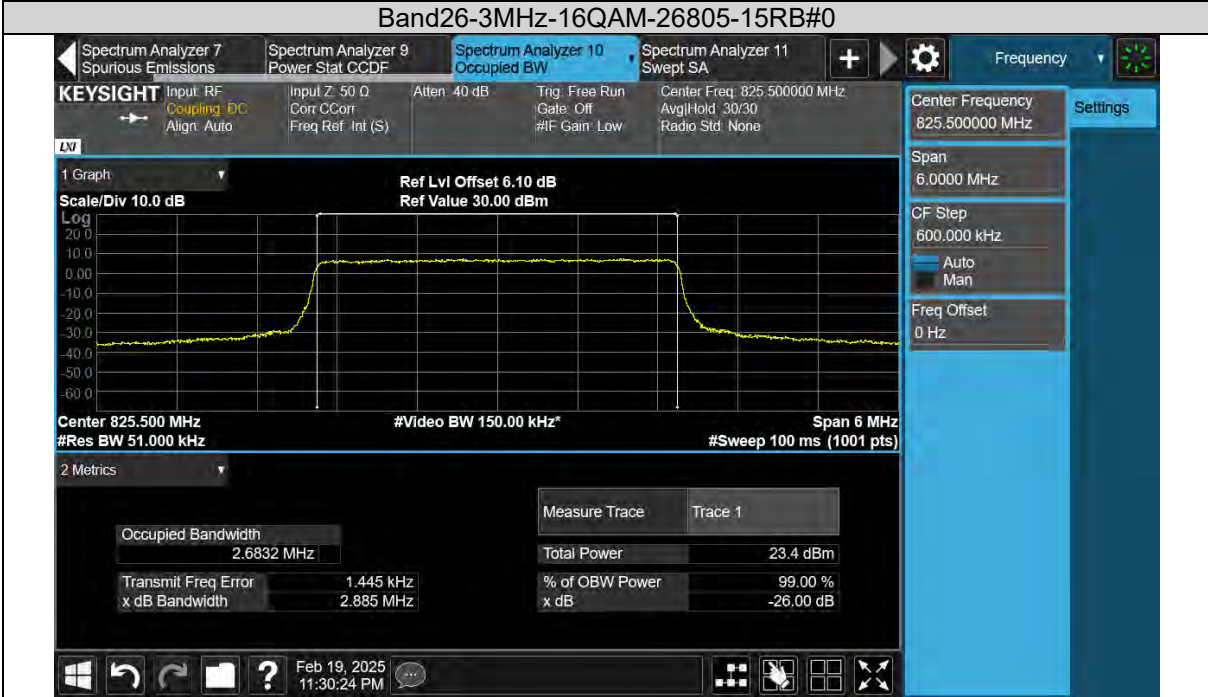 Band26-3MHz-16QAM-26805-15RB#0
Spectrum Analyzer 7
Spurious Emissions
Spectrum Analyzer 9
Power Stat CCDF
Spectrum Analyzer 10
Occupied BW
Spectrum Analyzer 11
Swept SA
+
Frequency
KEYSIGHT
Input: RF
Coupling: DC
Align: Auto
Input Z: 50 Ω
Corr CCorr
Freq Ref: Int (S)
Atten: 40 dB
Trig: Free Run
Gate: Off
#IF Gain: Low
Center Freq: 825.500000 MHz
Avg|Hold: 30/30
Radio Std: None
LXI
Center Frequency
825.500000 MHz
Settings
Span
6.0000 MHz
CF Step
600.000 kHz
Auto
Man
Freq Offset
0 Hz
1 Graph
Scale/Div 10.0 dB
Ref Lvl Offset 6.10 dB
Ref Value 30.00 dBm
Log
20.0
10.0
0.00
-10.0
-20.0
-30.0
-40.0
-50.0
-60.0
Center 825.500 MHz
#Video BW 150.00 kHz*
Span 6 MHz
#Res BW 51.000 kHz
#Sweep 100 ms (1001 pts)
2 Metrics
Measure Trace Trace 1
Occupied Bandwidth
2.6832 MHz
Total Power 23.4 dBm
Transmit Freq Error 1.445 kHz
% of OBW Power 99.00 %
x dB Bandwidth 2.885 MHz
x dB -26.00 dB
?
Feb 19, 2025
11:30:24 PM